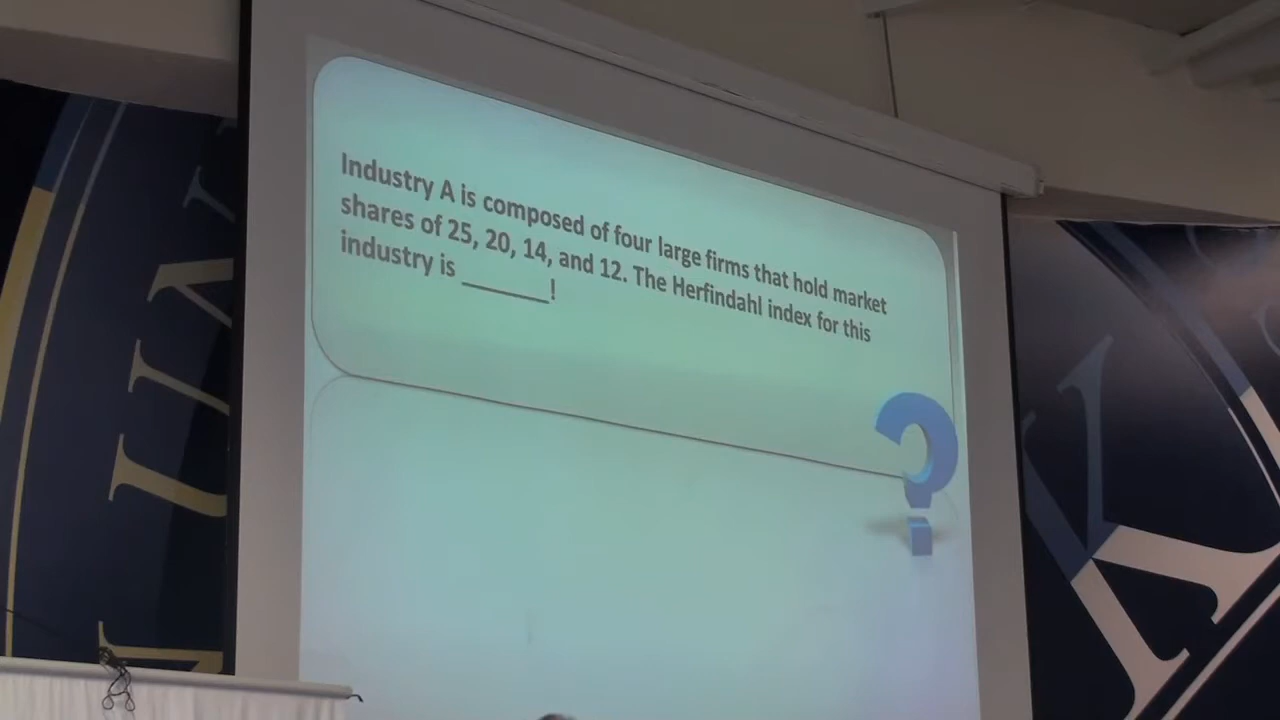 Industry A is composed of four large firms that hold market
shares of 25, 20, 14, and 12. The Herfindahl index for this
industry is ______!
?